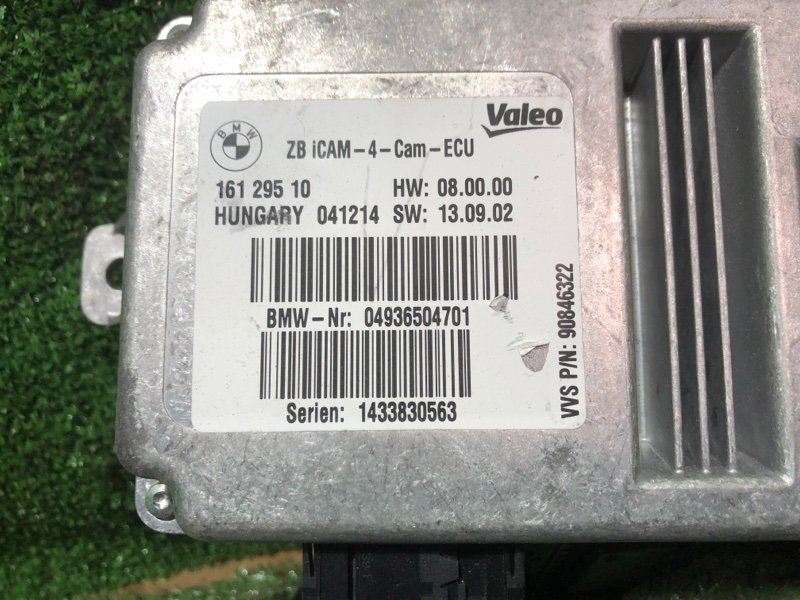 BMW
Valeo
ZB iCAM-4-Cam-ECU
161 295 10 HW: 08.00.00
HUNGARY 041214 SW: 13.09.02
BMW-Nr: 04936504701
Serien: 1433830563
VVS P/N: 90846322